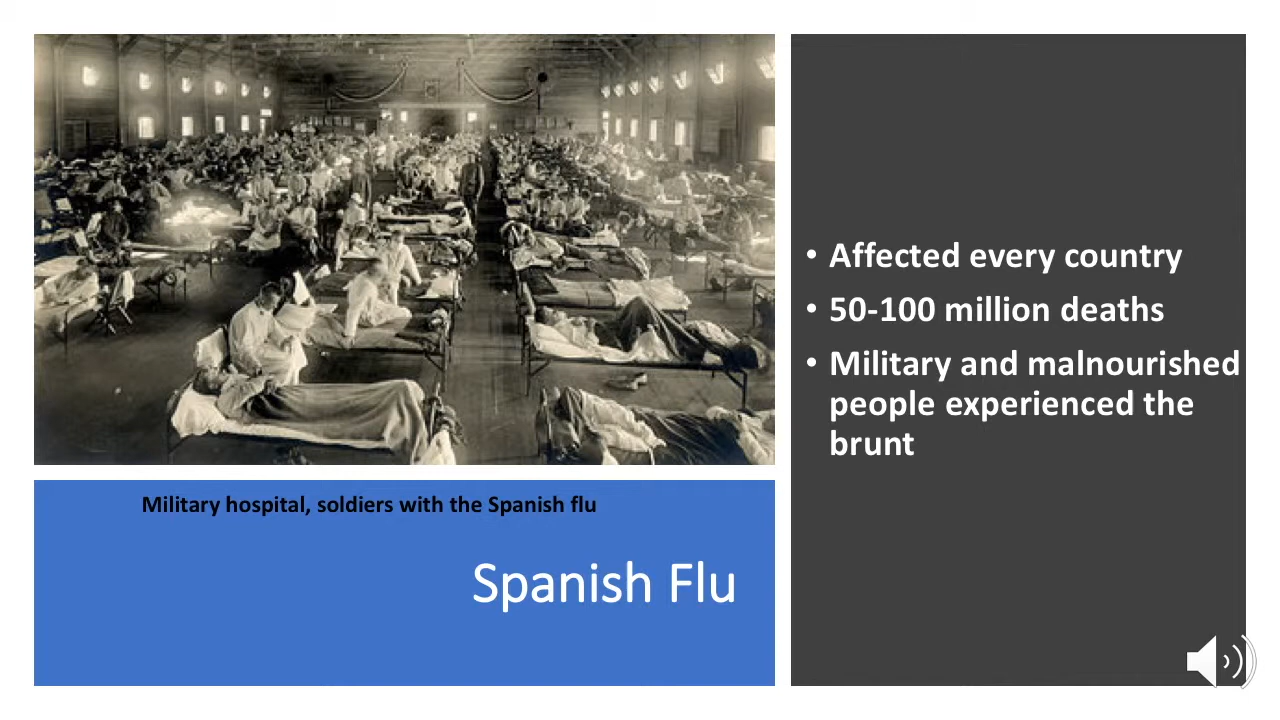 Military hospital, soldiers with the Spanish flu
Spanish Flu
• Affected every country
• 50-100 million deaths
• Military and malnourished
people experienced the
brunt